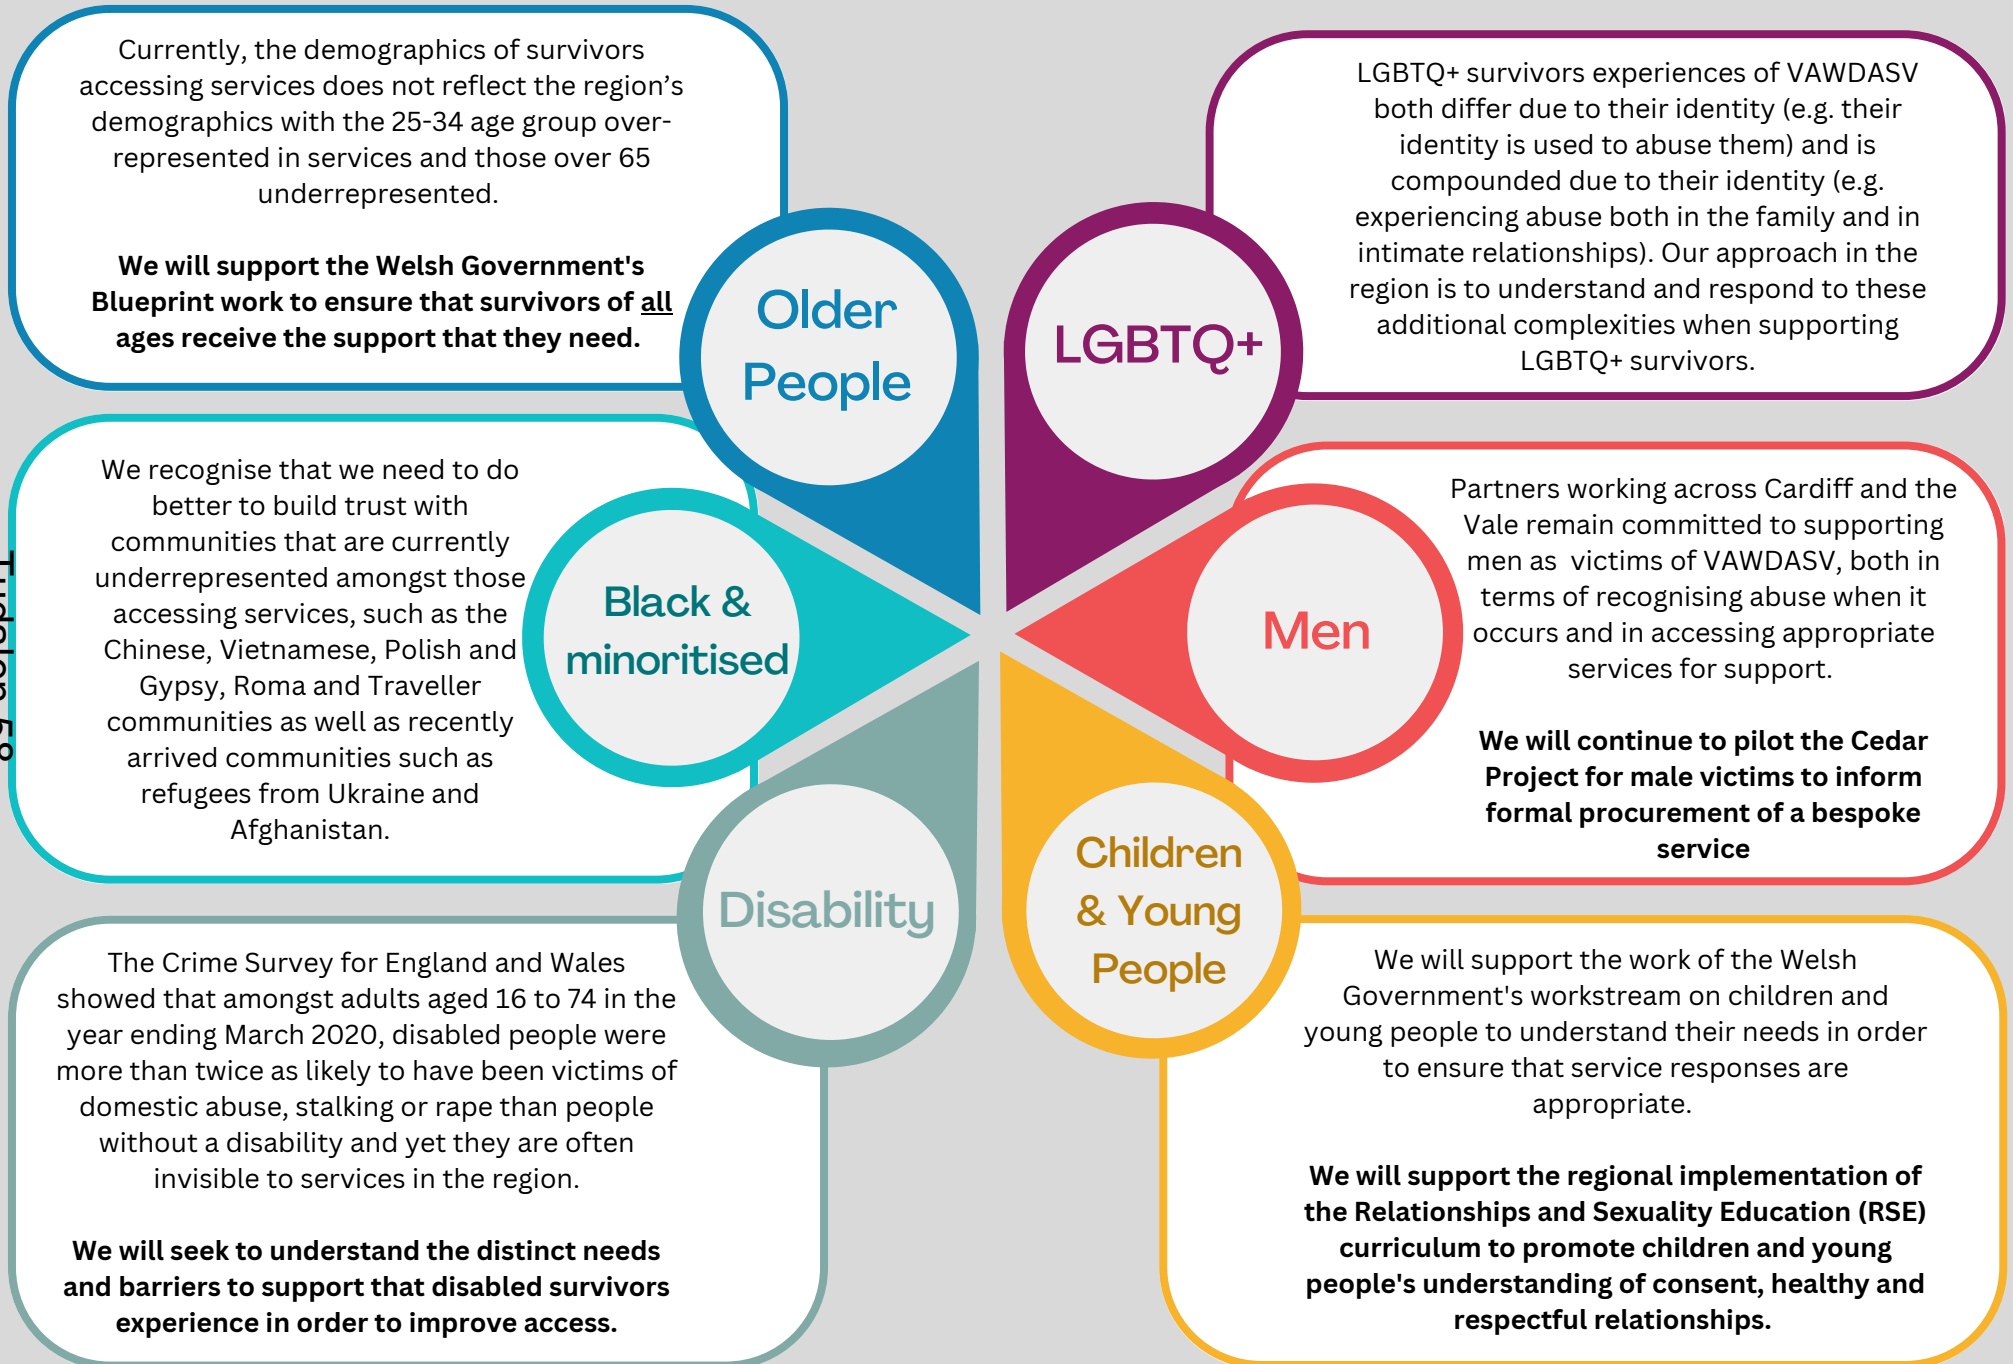 Currently, the demographics of survivors
accessing services does not reflect the region’s
demographics with the 25-34 age group over-
represented in services and those over 65
underrepresented.
We will support the Welsh Government's
Blueprint work to ensure that survivors of all
ages receive the support that they need.
Older
People
LGBTQ+
LGBTQ+ survivors experiences of VAWDASV
both differ due to their identity (e.g. their
identity is used to abuse them) and is
compounded due to their identity (e.g.
experiencing abuse both in the family and in
intimate relationships). Our approach in the
region is to understand and respond to these
additional complexities when supporting
LGBTQ+ survivors.
We recognise that we need to do
better to build trust with
communities that are currently
underrepresented amongst those
accessing services, such as the
Chinese, Vietnamese, Polish and
Gypsy, Roma and Traveller
communities as well as recently
arrived communities such as
refugees from Ukraine and
Afghanistan.
Black &
minoritised
Men
Partners working across Cardiff and the
Vale remain committed to supporting
men as  victims of VAWDASV, both in
terms of recognising abuse when it
occurs and in accessing appropriate
services for support.
We will continue to pilot the Cedar
Project for male victims to inform
formal procurement of a bespoke
service
Disability
The Crime Survey for England and Wales
showed that amongst adults aged 16 to 74 in the
year ending March 2020, disabled people were
more than twice as likely to have been victims of
domestic abuse, stalking or rape than people
without a disability and yet they are often
invisible to services in the region.
We will seek to understand the distinct needs
and barriers to support that disabled survivors
experience in order to improve access.
Children
& Young
People
We will support the work of the Welsh
Government's workstream on children and
young people to understand their needs in order
to ensure that service responses are
appropriate.
We will support the regional implementation of
the Relationships and Sexuality Education (RSE)
curriculum to promote children and young
people's understanding of consent, healthy and
respectful relationships.